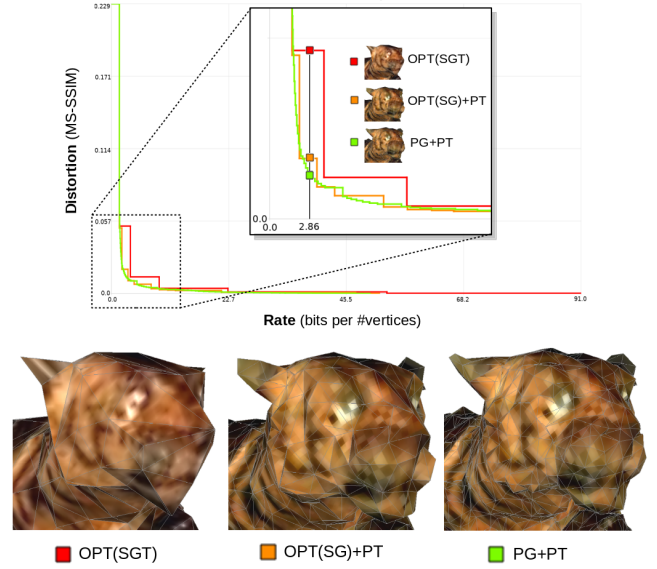 0.229
0.171
0.114
0.057
0.0
Distortion (MS-SSIM)
OPT(SGT)
OPT(SG)+PT
PG+PT
0.0
0.0
2.86
0.0
22.7
45.5
68.2
91.0
Rate (bits per #vertices)
OPT(SGT)
OPT(SG)+PT
PG+PT